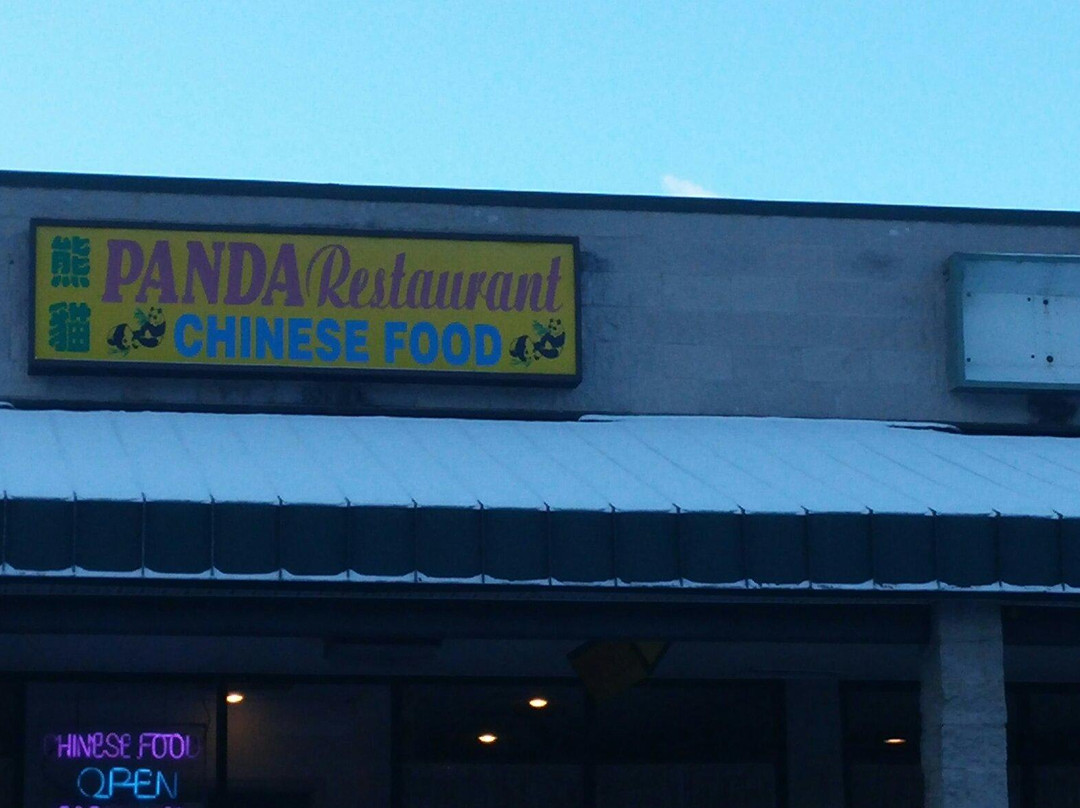 熊貓
PANDA Restaurant
CHINESE FOOD
CHINESE FOOD
OPEN